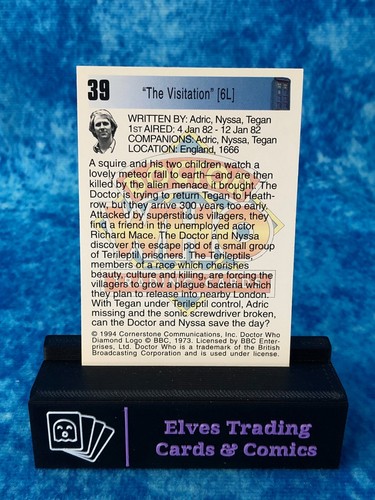 39
"The Visitation" [6L]
WRITTEN BY: Adric, Nyssa, Tegan
1ST AIRED: 4 Jan 82 - 12 Jan 82
COMPANIONS: Adric, Nyssa, Tegan
LOCATION: England, 1666
A squire and his two children watch a
lovely meteor fall to earth—and are then
killed by the alien menace it brought. The
Doctor is trying to return Tegan to Heath-
row, but they arrive 300 years too early.
Attacked by superstitious villagers, they
find a friend in the unemployed actor
Richard Mace. The Doctor and Nyssa
discover the escape pod of a small group
of Terileptil prisoners. The Terileptils,
members of a race which cherishes
beauty, culture and killing, are forcing the
villagers to grow a plague bacteria which
they plan to release into nearby London.
With Tegan under Terileptil control, Adric
missing and the sonic screwdriver broken,
can the Doctor and Nyssa save the day?
© 1994 Cornerstone Communications, Inc. Doctor Who
Diamond Logo © BBC, 1973. Licensed by BBC Enter-
prises, Ltd. Doctor Who is a trademark of the British
Broadcasting Corporation and is used under license.
Elves Trading
Cards & Comics